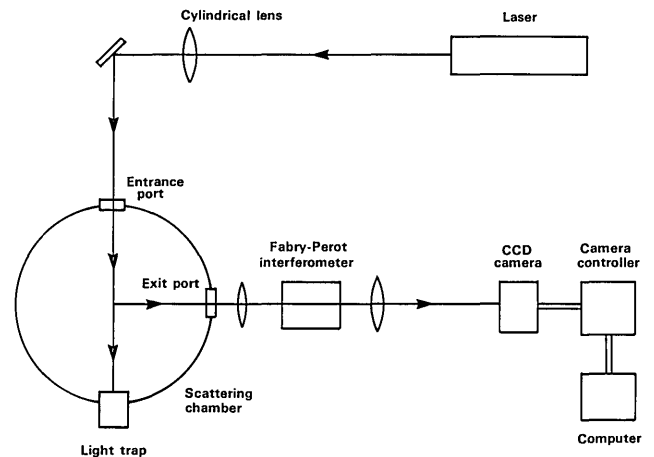 Cylindrical lens
Laser
Entrance
port
Fabry-Perot
interferometer
CCD
camera
Camera
controller
Exit port
Scattering
chamber
Light trap
Computer